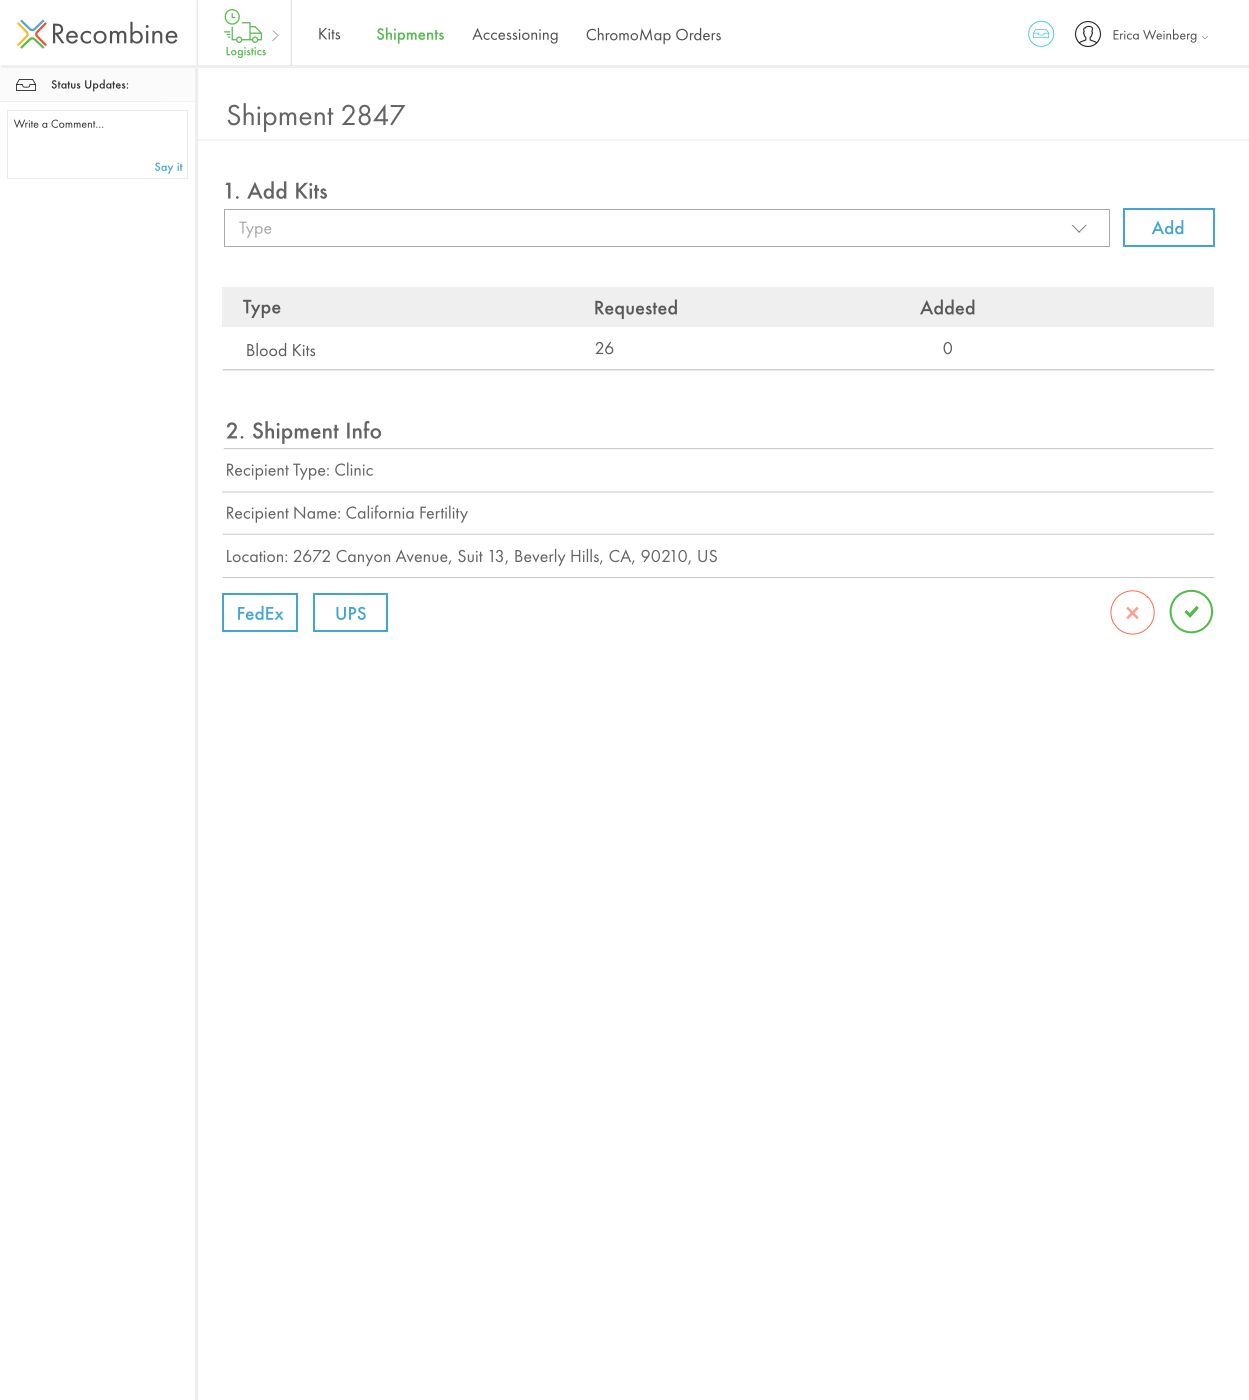 Recombine
Logistics
Kits
Shipments
Accessioning
ChromoMap Orders
Erica Weinberg
Status Updates:
Write a Comment...
Say it
Shipment 2847
1. Add Kits
Type
Add
Type Requested Added
Blood Kits 26 0
2. Shipment Info
Recipient Type: Clinic
Recipient Name: California Fertility
Location: 2672 Canyon Avenue, Suit 13, Beverly Hills, CA, 90210, US
FedEx
UPS